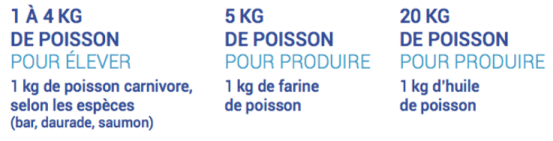 1 À 4 KG
DE POISSON
POUR ÉLEVER
1 kg de poisson carnivore,
selon les espèces
(bar, daurade, saumon)
5 KG
DE POISSON
POUR PRODUIRE
1 kg de farine
de poisson
20 KG
DE POISSON
POUR PRODUIRE
1 kg d'huile
de poisson